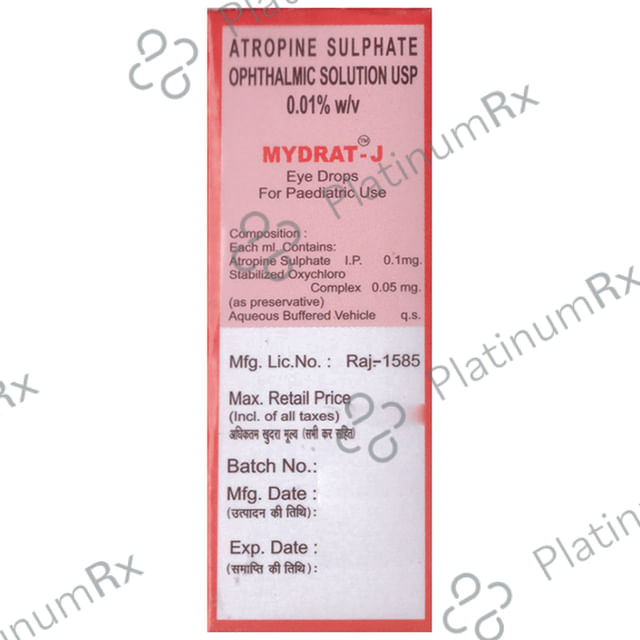 ATROPINE SULPHATE
OPHTHALMIC SOLUTION USP
0.01% w/v
MYDRAT-J™
Eye Drops
For Paediatric Use
Composition :
Each ml. Contains:
Atropine Sulphate I.P. 0.1mg.
Stabilized Oxychloro
Complex 0.05 mg.
(as preservative)
Aqueous Buffered Vehicle q.s.
Mfg. Lic.No. : Raj-1585
Max. Retail Price
(Incl. of all taxes)
अधिकतम खुदरा मूल्य (सभी कर सहित)
Batch No.:
Mfg. Date :
(उत्पादन की तिथि):
Exp. Date :
(समाप्ति की तिथि):
PlatinumRx
PlatinumRx
PlatinumRx
PlatinumRx
PlatinumRx